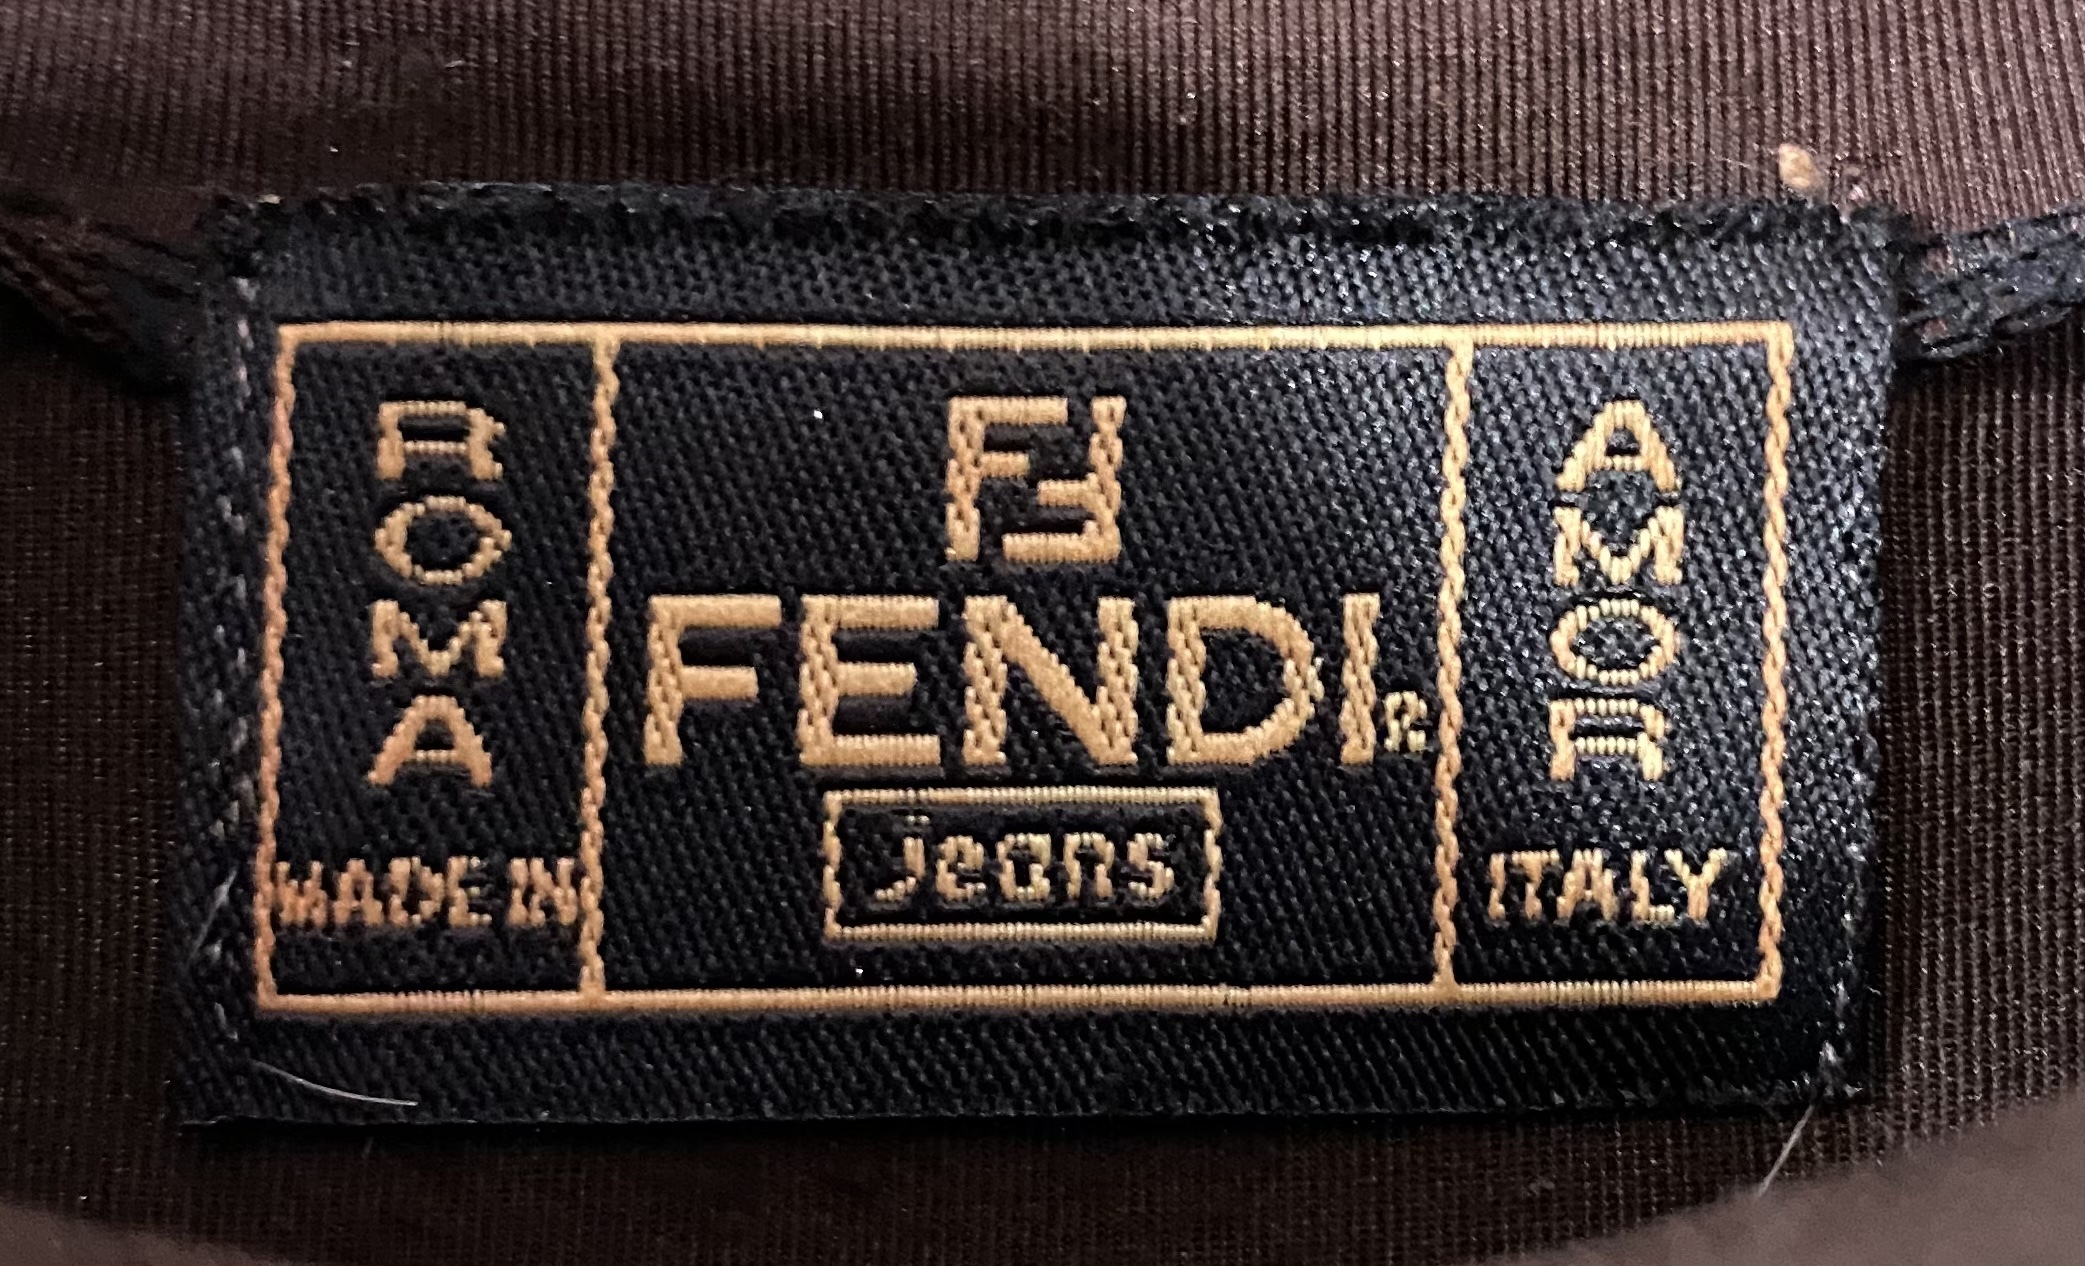 ROMA
MADE IN
FF
FENDI®
jeans
AMOR
ITALY